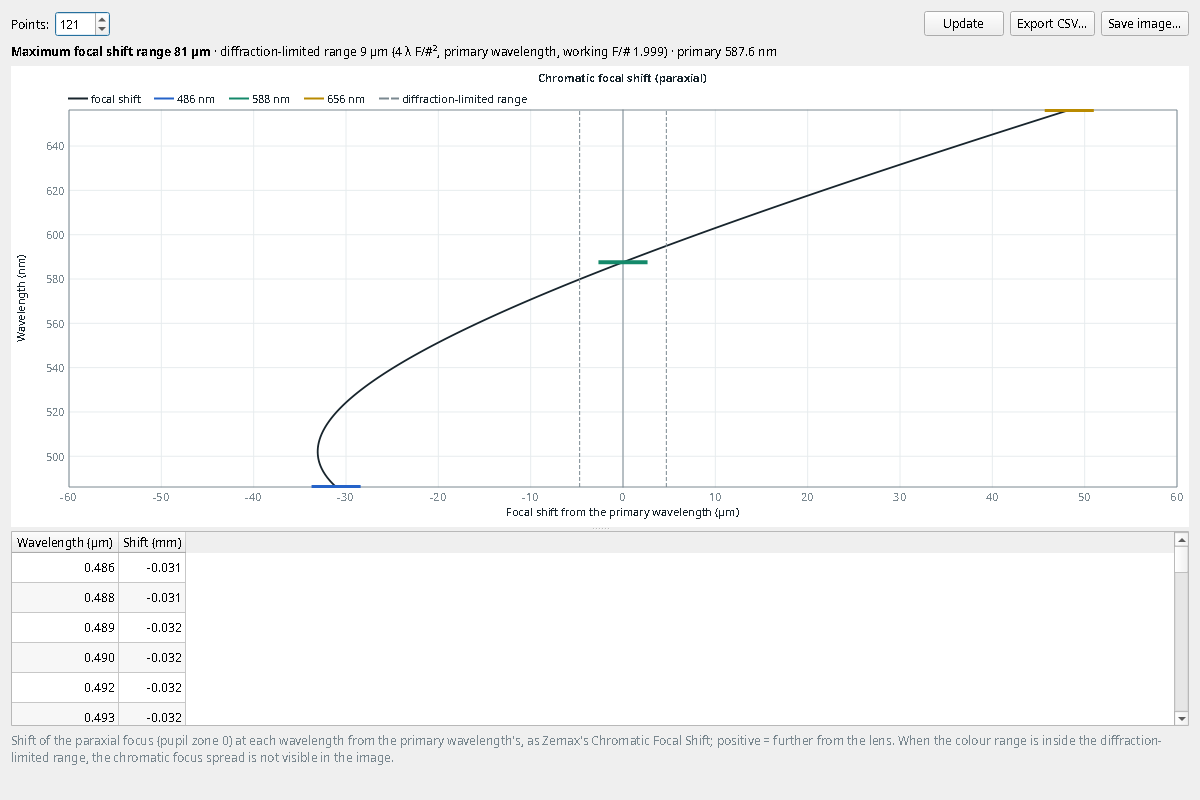 Points: 121 Update Export CSV... Save image...
Maximum focal shift range 81 µm · diffraction-limited range 9 µm (4 λ F/#², primary wavelength, working F/# 1.999) · primary 587.6 nm
Chromatic focal shift (paraxial)
focal shift 486 nm 588 nm 656 nm diffraction-limited range
Wavelength (nm)
640
620
600
580
560
540
520
500
-60 -50 -40 -30 -20 -10 0 10 20 30 40 50 60
Focal shift from the primary wavelength (µm)
Wavelength (µm) Shift (mm)
0.486 -0.031
0.488 -0.031
0.489 -0.032
0.490 -0.032
0.492 -0.032
0.493 -0.032
Shift of the paraxial focus (pupil zone 0) at each wavelength from the primary wavelength's, as Zemax's Chromatic Focal Shift; positive = further from the lens. When the colour range is inside the diffraction-
limited range, the chromatic focus spread is not visible in the image.